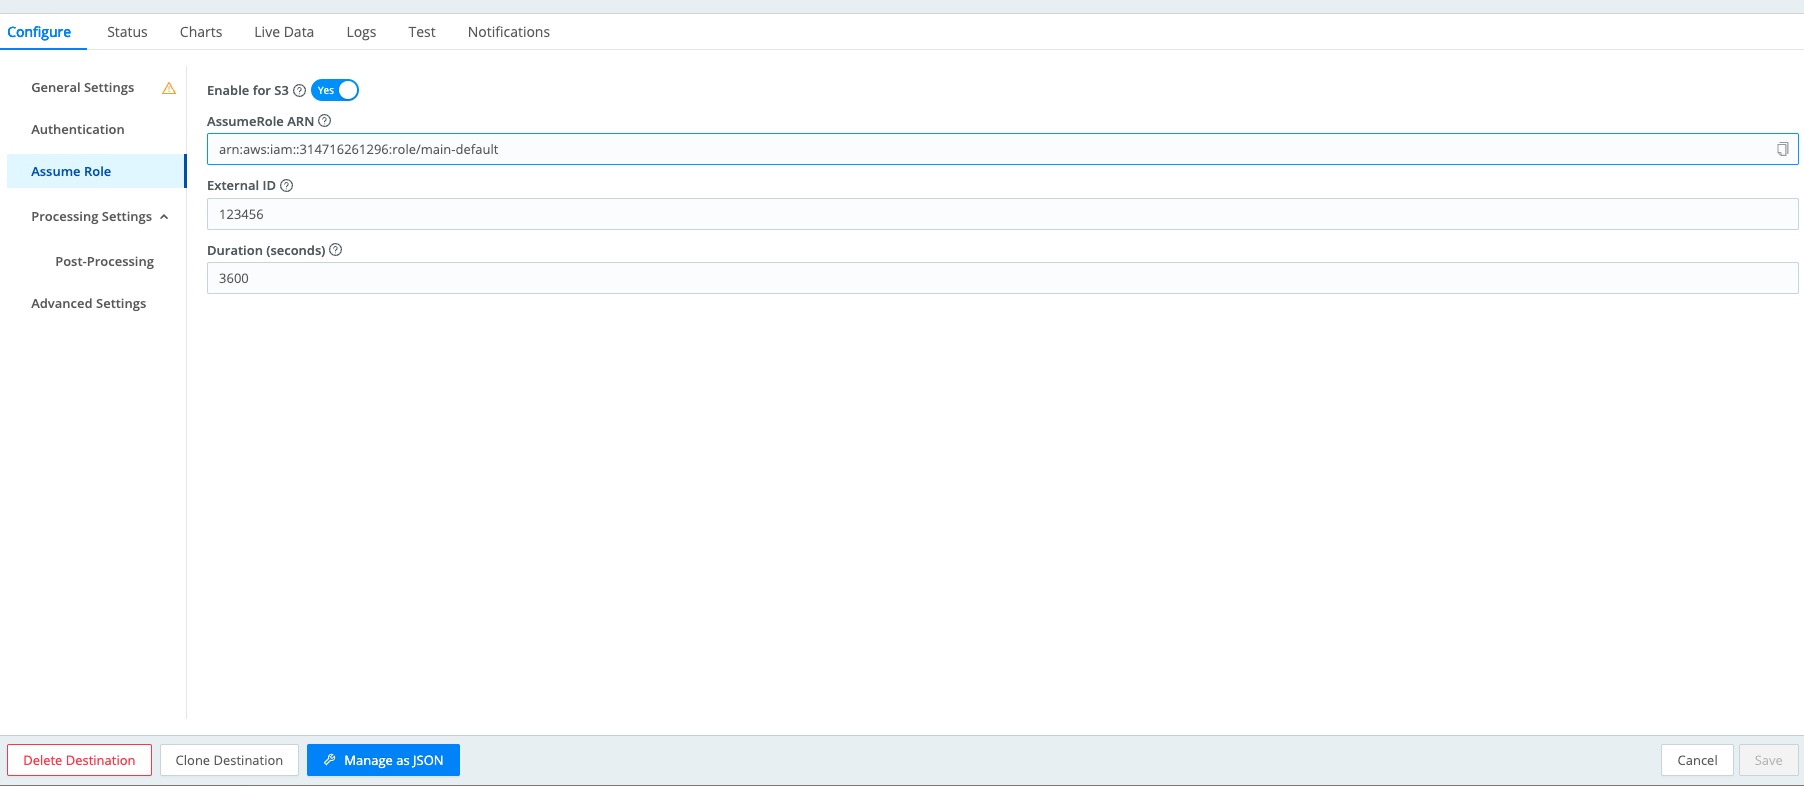 Configure Status Charts Live Data Logs Test Notifications
General Settings
Authentication
Assume Role
Processing Settings
Post-Processing
Advanced Settings
Enable for S3 Yes
AssumeRole ARN
arn:aws:iam::314716261296:role/main-default
External ID
123456
Duration (seconds)
3600
Delete Destination Clone Destination Manage as JSON Cancel Save